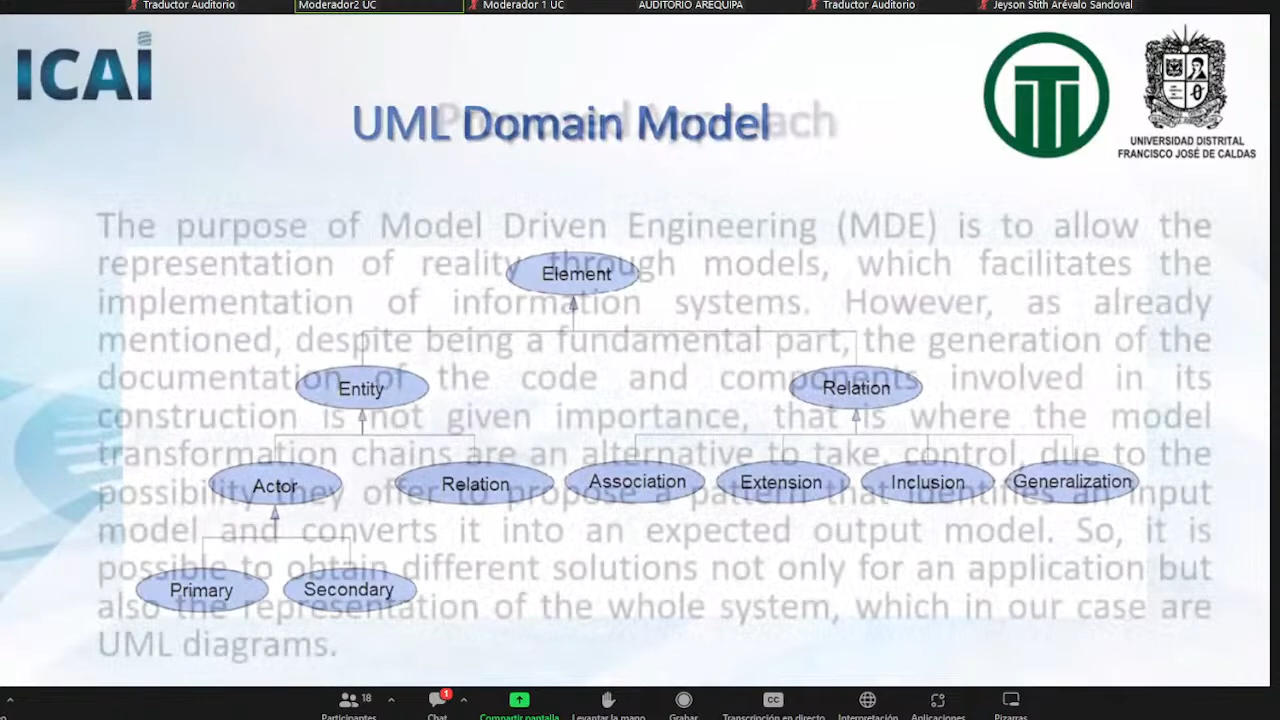 Traductor Auditorio Moderador2 UC Moderador 1 UC AUDITORIO AREQUIPA Traductor Auditorio Jeyson Stith Arévalo Sandoval
ICAI
UML Domain Model
UNIVERSIDAD DISTRITAL
FRANCISCO JOSÉ DE CALDAS
The purpose of Model Driven Engineering (MDE) is to allow the
representation of reality through models, which facilitates the
implementation of information systems. However, as already
mentioned, despite being a fundamental part, the generation of the
documentation of the code and components involved in its
construction is not given importance, that is where the model
transformation chains are an alternative to take control, due to the
possibility they offer to propose a pattern that identifies an input
model and converts it into an expected output model. So, it is
possible to obtain different solutions not only for an application but
also the representation of the whole system, which in our case are
UML diagrams.
Element
Entity Relation
Actor Relation Association Extension Inclusion Generalization
Primary Secondary
18 1 CC
Participantes Chat Compartir pantalla Levantar la mano Grabar Transcripción en directo Interpretación Aplicaciones Pizarras